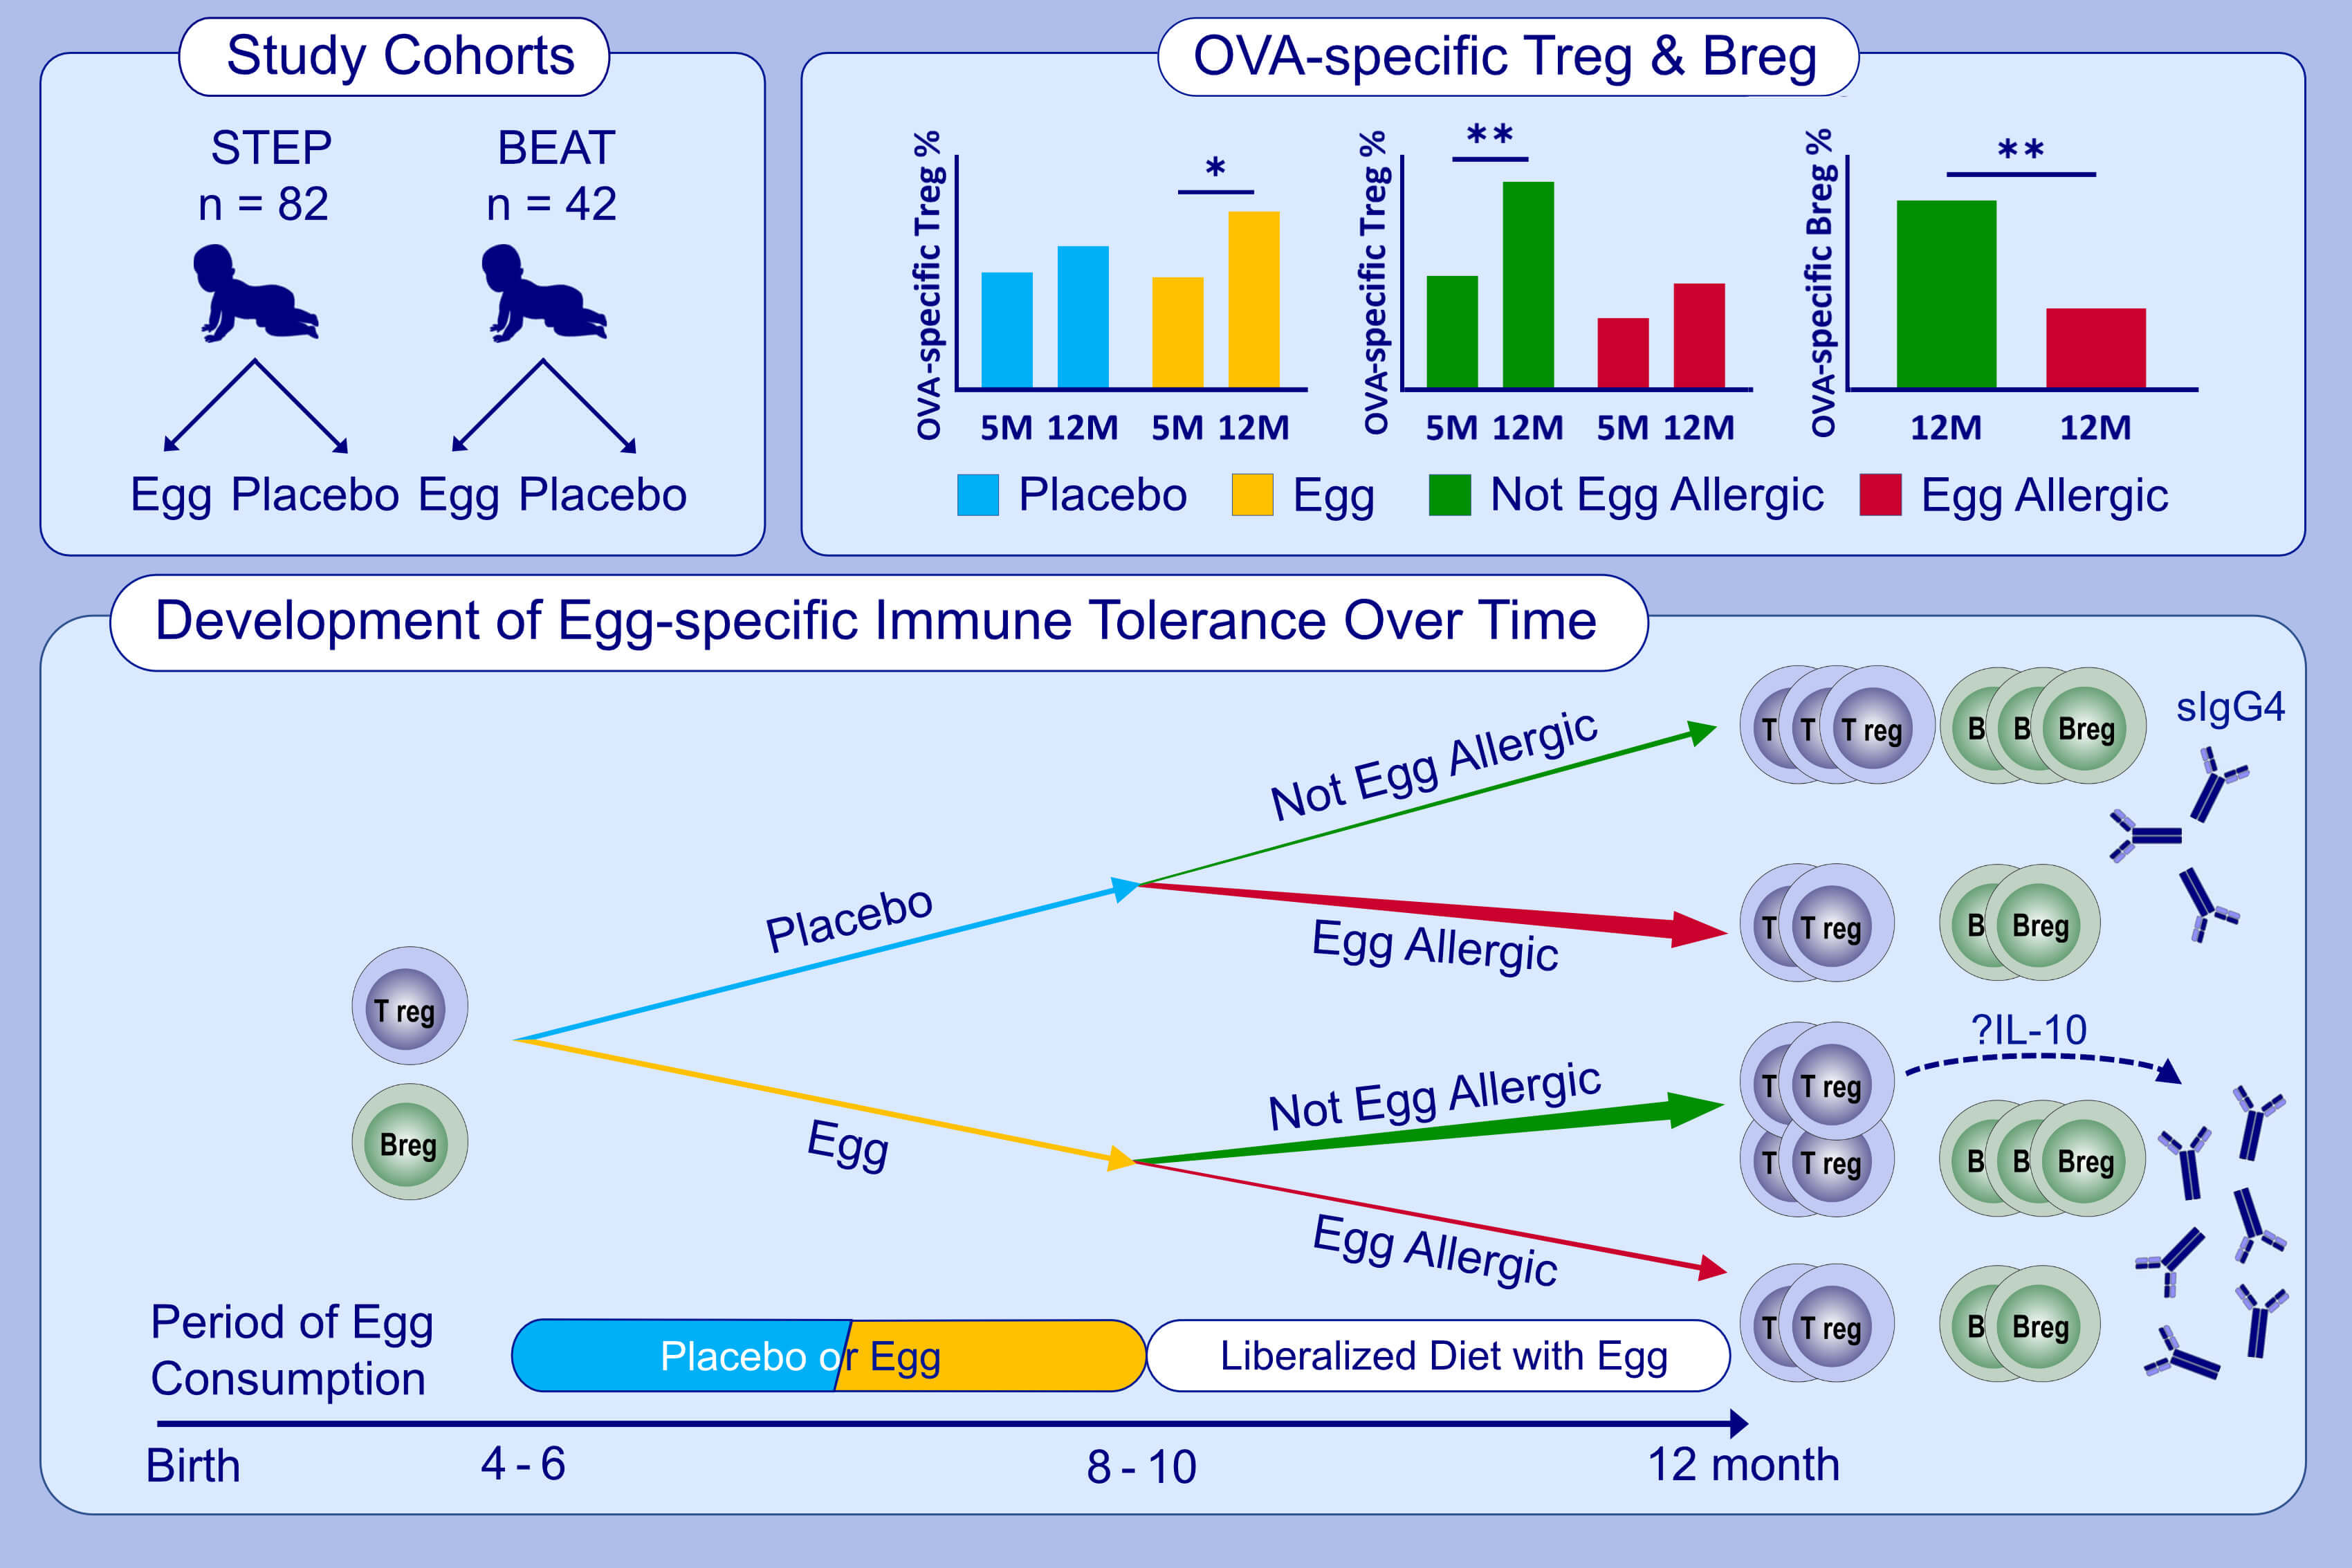 Study Cohorts
STEP
n = 82
BEAT
n = 42
Egg Placebo
Egg Placebo
OVA-specific Treg & Breg
OVA-specific Treg %
*
5M 12M 5M 12M
OVA-specific Treg %
**
5M 12M 5M 12M
OVA-specific Breg %
**
12M 12M
Placebo
Egg
Not Egg Allergic
Egg Allergic
Development of Egg-specific Immune Tolerance Over Time
T reg
Breg
Placebo
Egg
Not Egg Allergic
Egg Allergic
Not Egg Allergic
Egg Allergic
T T T reg
B B Breg
sIgG4
T T reg
B Breg
?IL-10
T T reg
T T reg
B B Breg
T T reg
B Breg
Period of Egg
Consumption
Placebo or Egg
Liberalized Diet with Egg
Birth
4 - 6
8 - 10
12 month